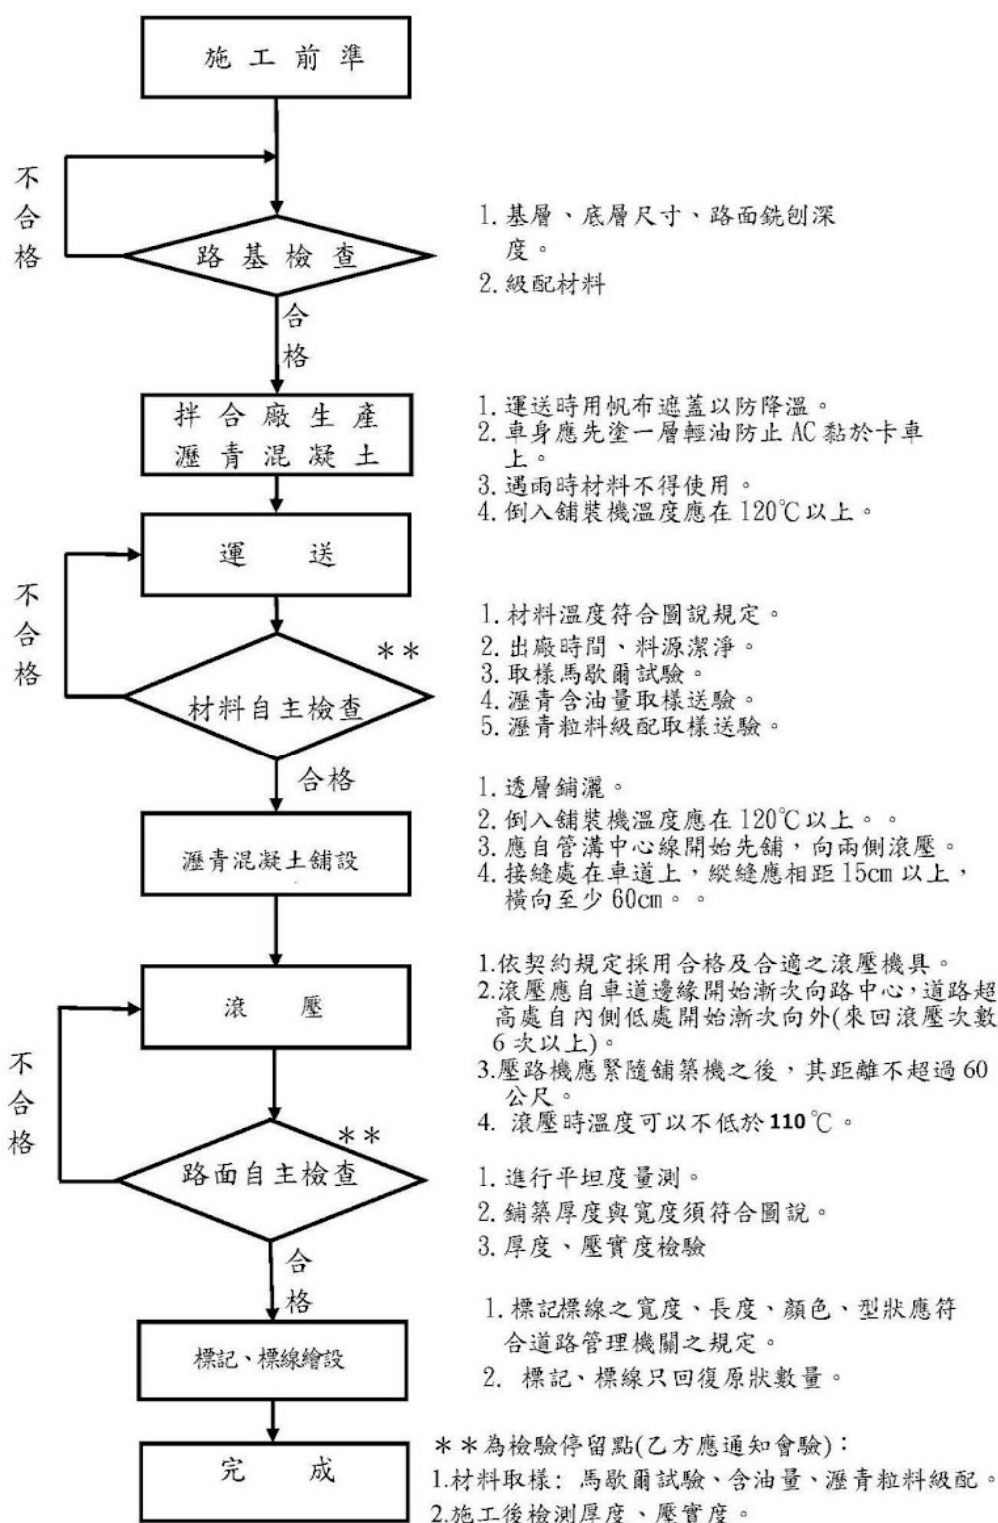 施工前準
不合格
路基檢查
1.基層、底層尺寸、路面銑刨深
度。
2.級配材料
合格
拌合廠生產
瀝青混凝土
1.運送時用帆布遮蓋以防降溫。
2.車身應先塗一層輕油防止 AC 黏於卡車
上。
3.遇雨時材料不得使用。
4.倒入舖裝機溫度應在 120℃以上。
運送
不合格
**
材料自主檢查
1.材料溫度符合圖說規定。
2.出廠時間、料源潔淨。
3.取樣馬歇爾試驗。
4.瀝青含油量取樣送驗。
5.瀝青粒料級配取樣送驗。
合格
瀝青混凝土舖設
1.透層鋪灑。
2.倒入舖裝機溫度應在 120℃以上。。
3.應自管溝中心線開始先舖，向兩側滾壓。
4.接縫處在車道上，縱縫應相距 15cm 以上，
橫向至少 60cm。。
滾壓
1.依契約規定採用合格及合適之滾壓機具。
2.滾壓應自車道邊緣開始漸次向路中心，道路超
高處自內側低處開始漸次向外(來回滾壓次數
6 次以上)。
3.壓路機應緊隨舖築機之後，其距離不超過 60
公尺。
4. 滾壓時溫度可以不低於 110℃。
不合格
**
路面自主檢查
1.進行平坦度量測。
2.鋪築厚度與寬度須符合圖說。
3.厚度、壓實度檢驗
合格
標記、標線繪設
1.標記標線之寬度、長度、顏色、型狀應符
合道路管理機關之規定。
2. 標記、標線只回復原狀數量。
完成
**為檢驗停留點(乙方應通知會驗)：
1.材料取樣: 馬歇爾試驗、含油量、瀝青粒料級配。
2.施工後檢測厚度、壓實度。